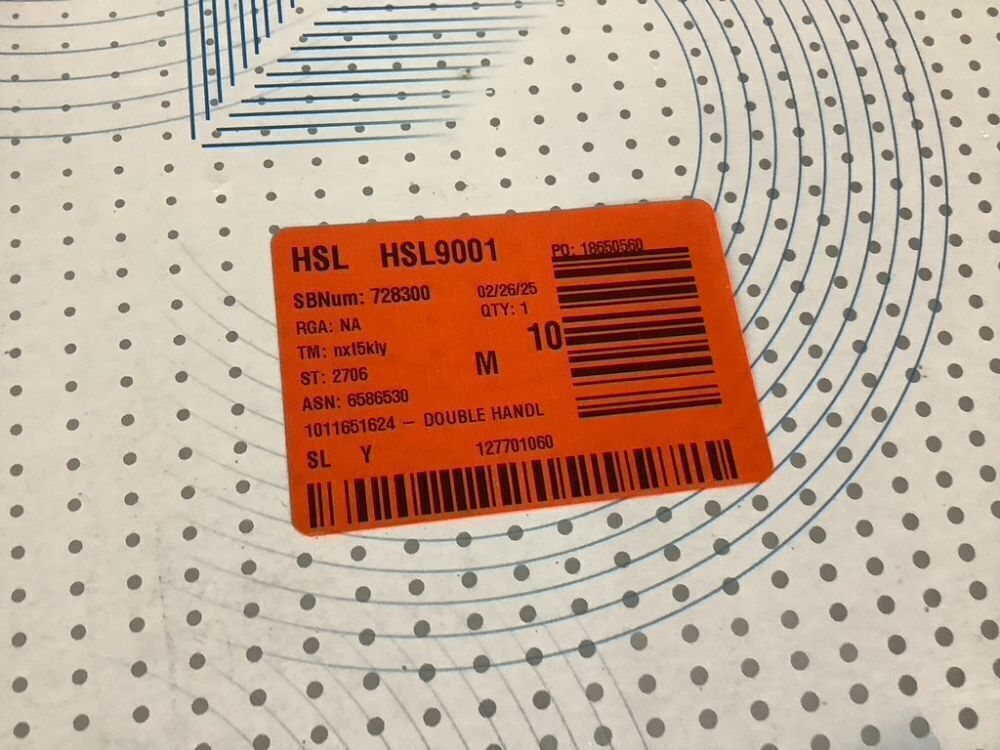 HSL HSL9001
PO: 18650560
SBNum: 728300 02/26/25
RGA: NA QTY: 1
TM: nxt5kiy M 10
ST: 2706
ASN: 6586530
1011651624 – DOUBLE HANDL
SL Y 127701060